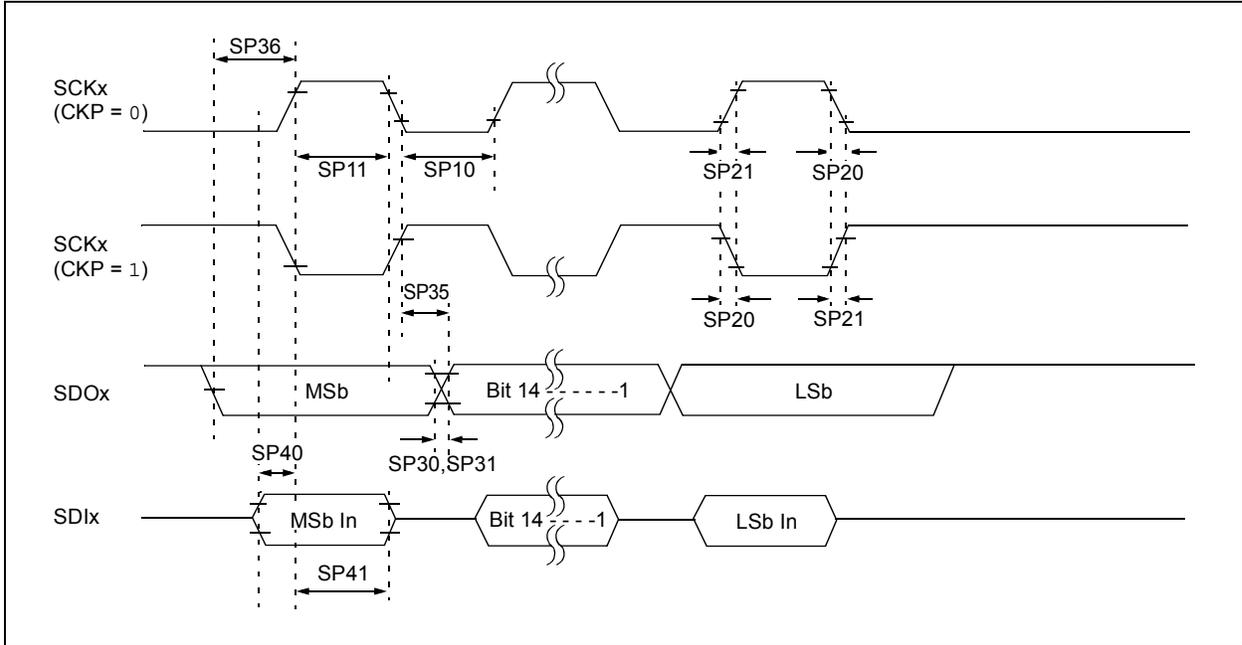 SP36
SCKx
(CKP = 0)
SP11
SP10
SP21
SP20
SCKx
(CKP = 1)
SP35
SP20
SP21
SDOx
MSb
Bit 14 - - - - - -1
LSb
SP40
SP30,SP31
SDIx
MSb In
Bit 14 - - - -1
LSb In
SP41